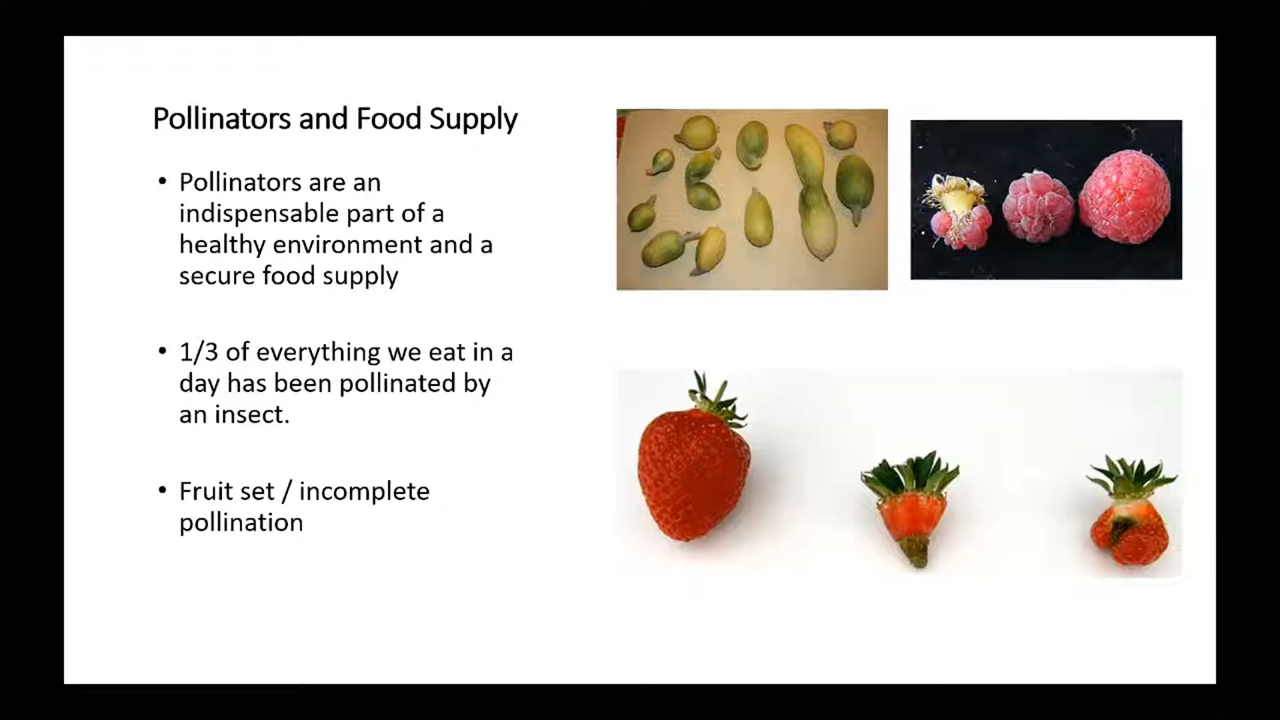 Pollinators and Food Supply
• Pollinators are an
indispensable part of a
healthy environment and a
secure food supply
• 1/3 of everything we eat in a
day has been pollinated by
an insect.
• Fruit set / incomplete
pollination